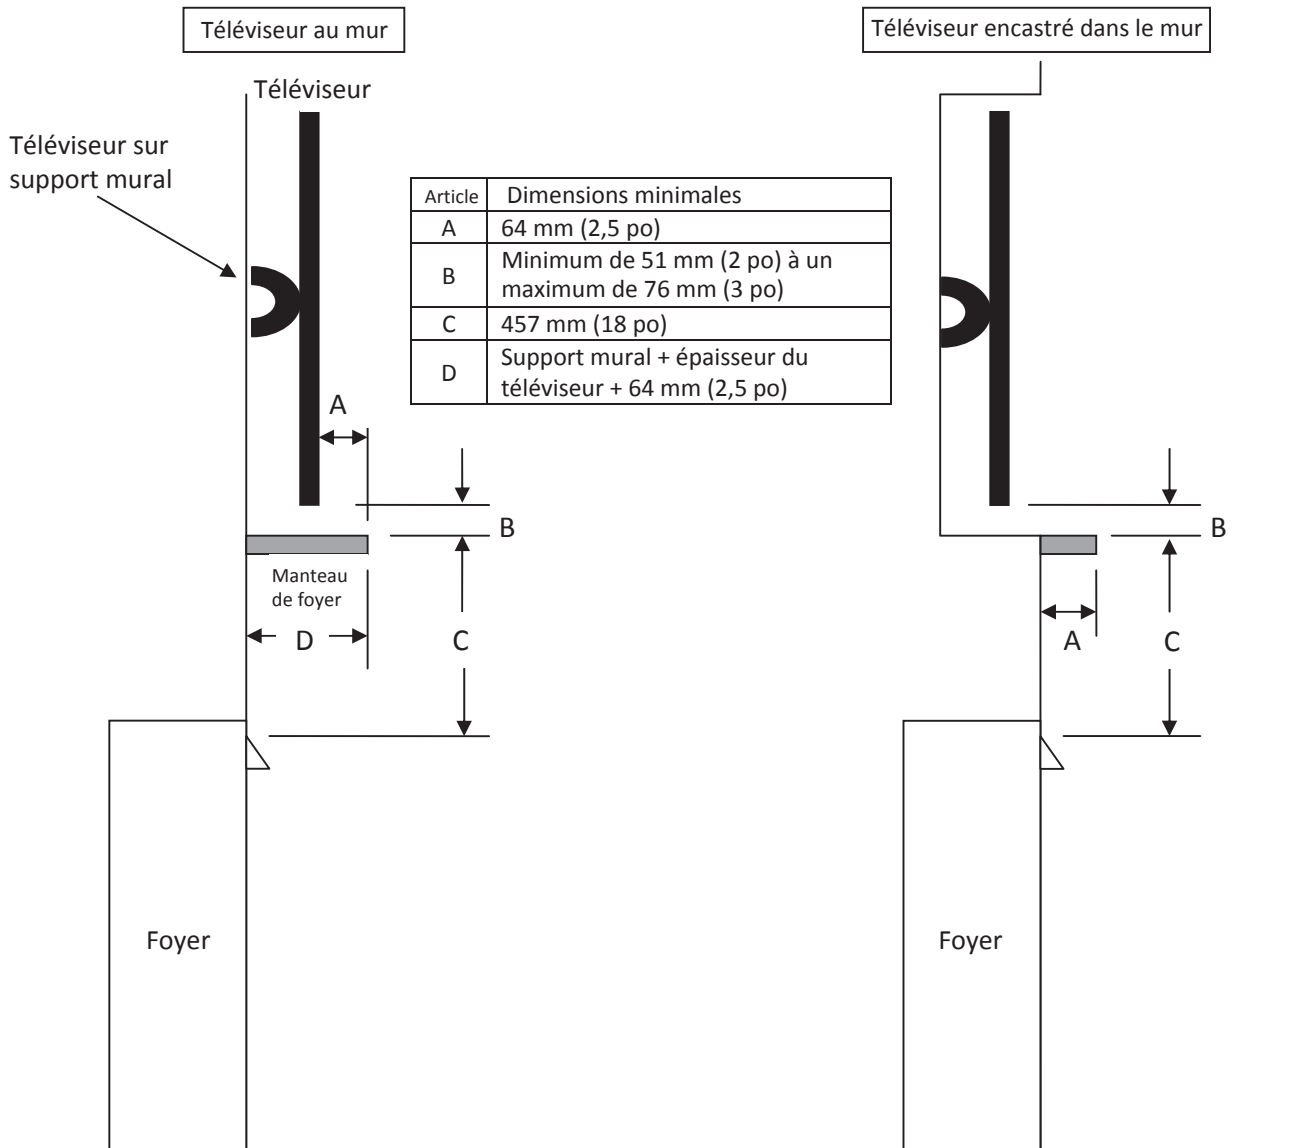 Téléviseur au mur
Téléviseur encastré dans le mur
Téléviseur
Téléviseur sur
support mural
Article Dimensions minimales
A 64 mm (2,5 po)
B Minimum de 51 mm (2 po) à un
maximum de 76 mm (3 po)
C 457 mm (18 po)
D Support mural + épaisseur du
téléviseur + 64 mm (2,5 po)
A
B
B
Manteau
de foyer
D
C
A
C
Foyer
Foyer